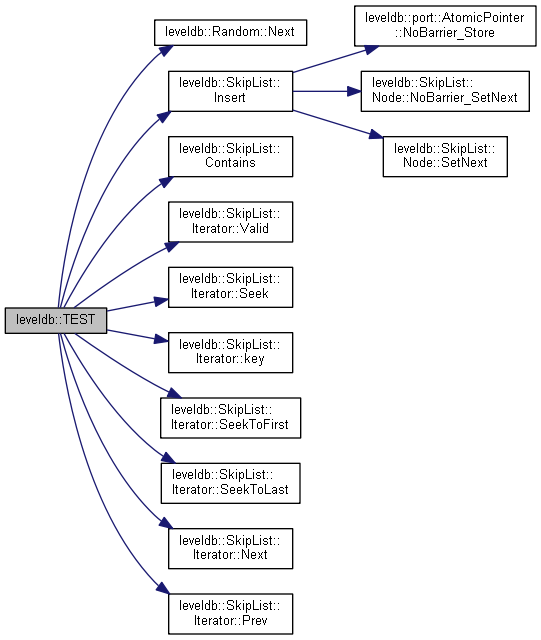 leveldb::Random::Next
leveldb::port::AtomicPointer
::NoBarrier_Store
leveldb::SkipList::
Insert
leveldb::SkipList::
Node::NoBarrier_SetNext
leveldb::SkipList::
Node::SetNext
leveldb::SkipList::
Contains
leveldb::SkipList::
Iterator::Valid
leveldb::SkipList::
Iterator::Seek
leveldb::TEST
leveldb::SkipList::
Iterator::key
leveldb::SkipList::
Iterator::SeekToFirst
leveldb::SkipList::
Iterator::SeekToLast
leveldb::SkipList::
Iterator::Next
leveldb::SkipList::
Iterator::Prev